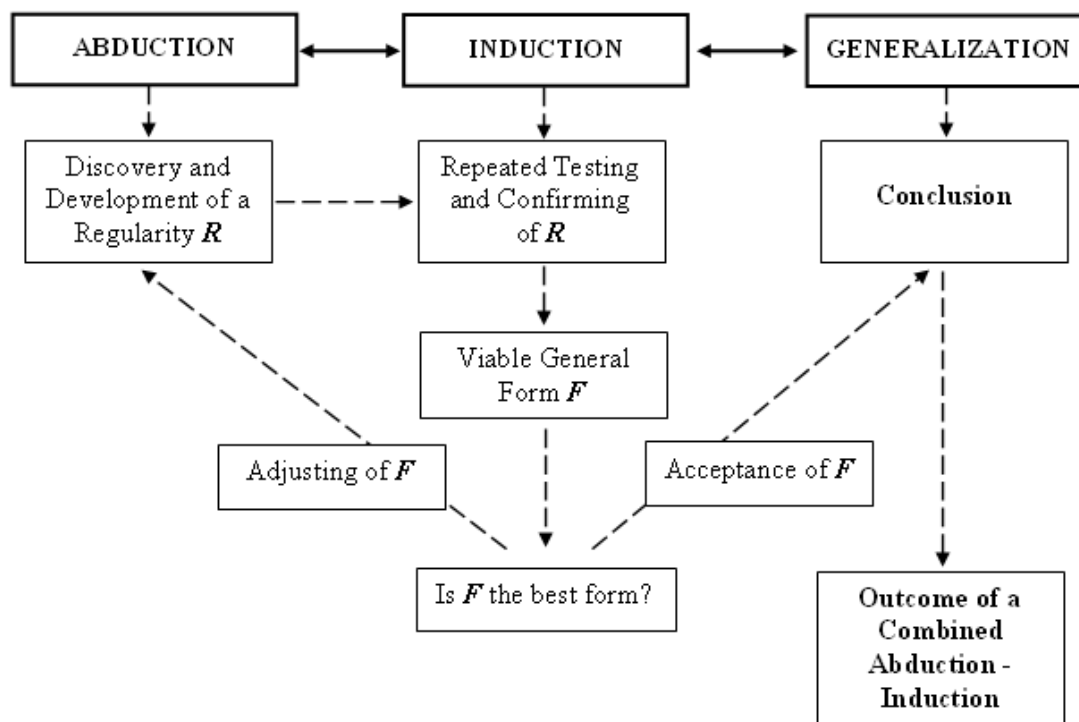 ABDUCTION
INDUCTION
GENERALIZATION
Discovery and
Development of a
Regularity R
Repeated Testing
and Confirming
of R
Conclusion
Viable General
Form F
Adjusting of F
Acceptance of F
Is F the best form?
Outcome of a
Combined
Abduction -
Induction